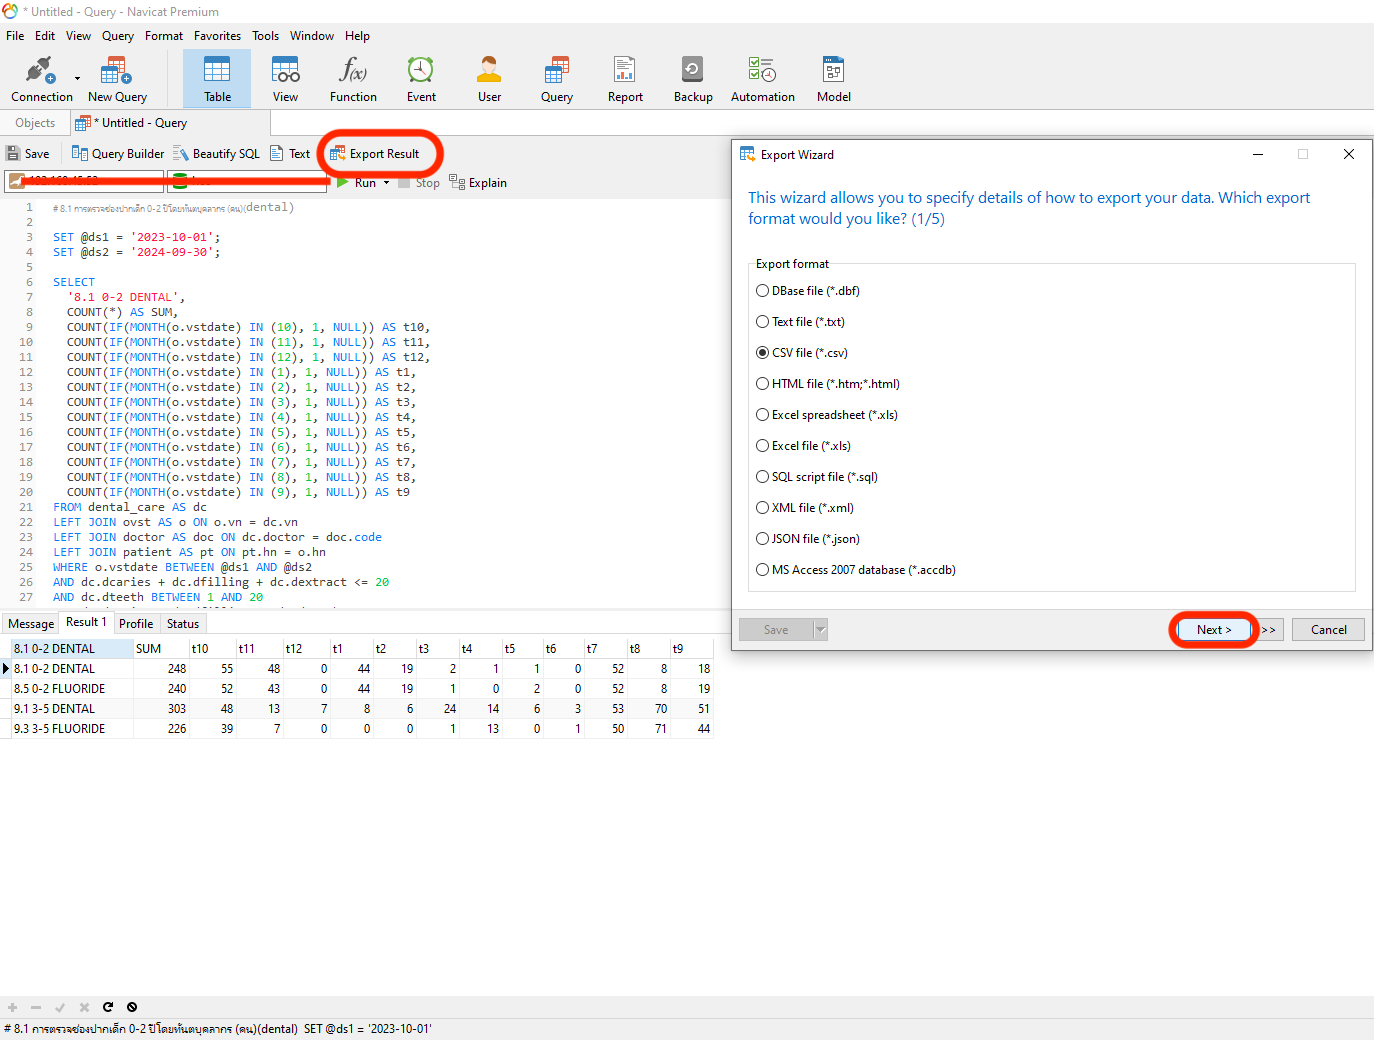 * Untitled - Query - Navicat Premium
File Edit View Query Format Favorites Tools Window Help
Connection New Query Table View Function Event User Query Report Backup Automation Model
f(x)
Objects * Untitled - Query
Save Query Builder Beautify SQL Text Export Result
Run Stop Explain
1 # 8.1 การตรวจช่องปากเด็ก 0-2 ปีโดยทันตบุคลากร (คน)(dental)
2
3 SET @ds1 = '2023-10-01';
4 SET @ds2 = '2024-09-30';
5
6 SELECT
7 '8.1 0-2 DENTAL',
8 COUNT(*) AS SUM,
9 COUNT(IF(MONTH(o.vstdate) IN (10), 1, NULL)) AS t10,
10 COUNT(IF(MONTH(o.vstdate) IN (11), 1, NULL)) AS t11,
11 COUNT(IF(MONTH(o.vstdate) IN (12), 1, NULL)) AS t12,
12 COUNT(IF(MONTH(o.vstdate) IN (1), 1, NULL)) AS t1,
13 COUNT(IF(MONTH(o.vstdate) IN (2), 1, NULL)) AS t2,
14 COUNT(IF(MONTH(o.vstdate) IN (3), 1, NULL)) AS t3,
15 COUNT(IF(MONTH(o.vstdate) IN (4), 1, NULL)) AS t4,
16 COUNT(IF(MONTH(o.vstdate) IN (5), 1, NULL)) AS t5,
17 COUNT(IF(MONTH(o.vstdate) IN (6), 1, NULL)) AS t6,
18 COUNT(IF(MONTH(o.vstdate) IN (7), 1, NULL)) AS t7,
19 COUNT(IF(MONTH(o.vstdate) IN (8), 1, NULL)) AS t8,
20 COUNT(IF(MONTH(o.vstdate) IN (9), 1, NULL)) AS t9
21 FROM dental_care AS dc
22 LEFT JOIN ovst AS o ON o.vn = dc.vn
23 LEFT JOIN doctor AS doc ON dc.doctor = doc.code
24 LEFT JOIN patient AS pt ON pt.hn = o.hn
25 WHERE o.vstdate BETWEEN @ds1 AND @ds2
26 AND dc.dcaries + dc.dfilling + dc.dextract <= 20
27 AND dc.dteeth BETWEEN 1 AND 20
Message Result 1 Profile Status
8.1 0-2 DENTAL SUM t10 t11 t12 t1 t2 t3 t4 t5 t6 t7 t8 t9
8.1 0-2 DENTAL 248 55 48 0 44 19 2 1 1 0 52 8 18
8.5 0-2 FLUORIDE 240 52 43 0 44 19 1 0 2 0 52 8 19
9.1 3-5 DENTAL 303 48 13 7 8 6 24 14 6 3 53 70 51
9.3 3-5 FLUORIDE 226 39 7 0 0 0 1 13 0 1 50 71 44
# 8.1 การตรวจช่องปากเด็ก 0-2 ปีโดยทันตบุคลากร (คน)(dental) SET @ds1 = '2023-10-01'
Export Wizard
This wizard allows you to specify details of how to export your data. Which export
format would you like? (1/5)
Export format
DBase file (*.dbf)
Text file (*.txt)
CSV file (*.csv)
HTML file (*.htm;*.html)
Excel spreadsheet (*.xls)
Excel file (*.xls)
SQL script file (*.sql)
XML file (*.xml)
JSON file (*.json)
MS Access 2007 database (*.accdb)
Save Next > >> Cancel